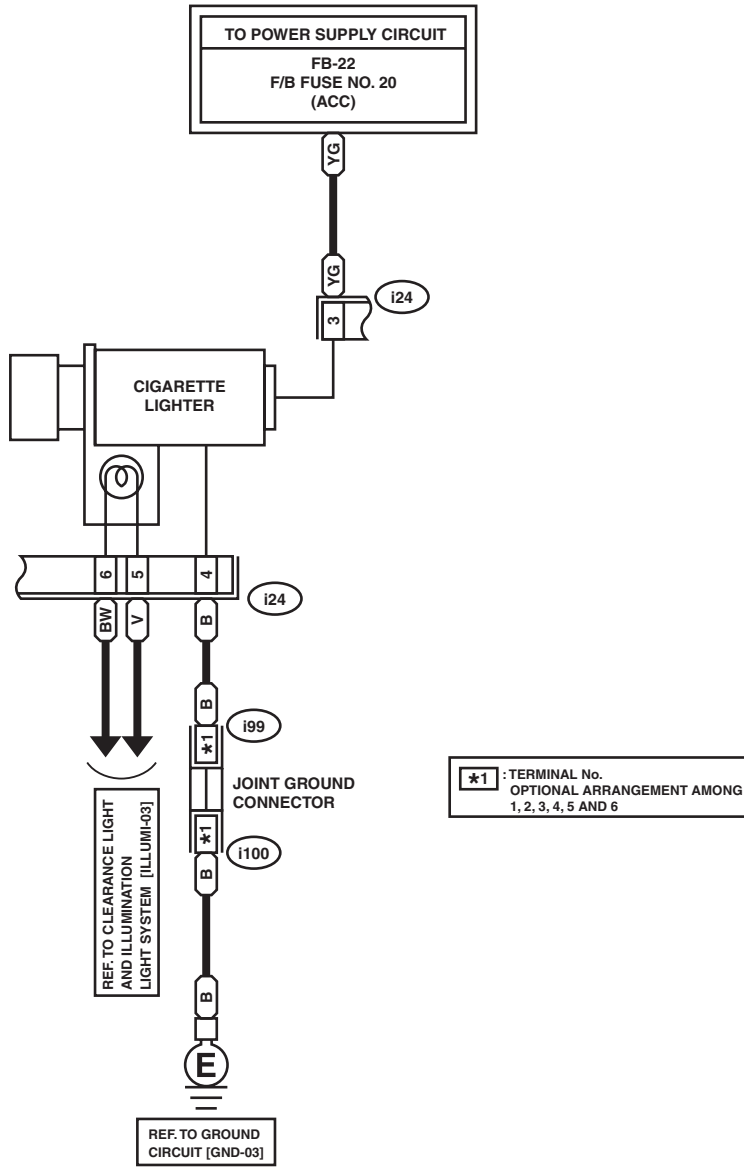 TO POWER SUPPLY CIRCUIT
FB-22
F/B FUSE NO. 20
(ACC)
YG
YG
i24
3
CIGARETTE
LIGHTER
6
5
4
i24
BW
V
B
B
i99
*1
JOINT GROUND
CONNECTOR
*1
i100
B
REF. TO CLEARANCE LIGHT
AND ILLUMINATION
LIGHT SYSTEM [ILLUMI-03]
B
E
REF. TO GROUND
CIRCUIT [GND-03]
*1 : TERMINAL No.
OPTIONAL ARRANGEMENT AMONG
1, 2, 3, 4, 5 AND 6